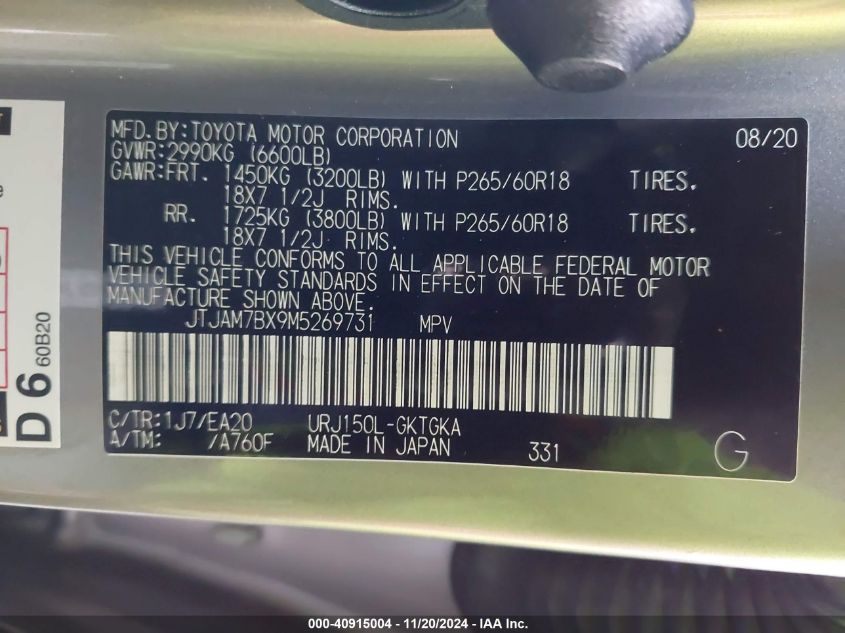 MFD.BY:TOYOTA MOTOR CORPORATION 08/20
GVWR:2990KG (6600LB)
GAWR:FRT. 1450KG (3200LB) WITH P265/60R18 TIRES.
18X7 1/2J RIMS.
RR. 1725KG (3800LB) WITH P265/60R18 TIRES.
18X7 1/2J RIMS.
THIS VEHICLE CONFORMS TO ALL APPLICABLE FEDERAL MOTOR
VEHICLE SAFETY STANDARDS IN EFFECT ON THE DATE OF
MANUFACTURE SHOWN ABOVE.
JTJAM7BX9M5269731 MPV
C/TR:1J7/EA20 URJ150L-GKTGKA
A/TM: /A760F MADE IN JAPAN 331 G
D 6 60B20
000-40915004 - 11/20/2024 - IAA Inc.